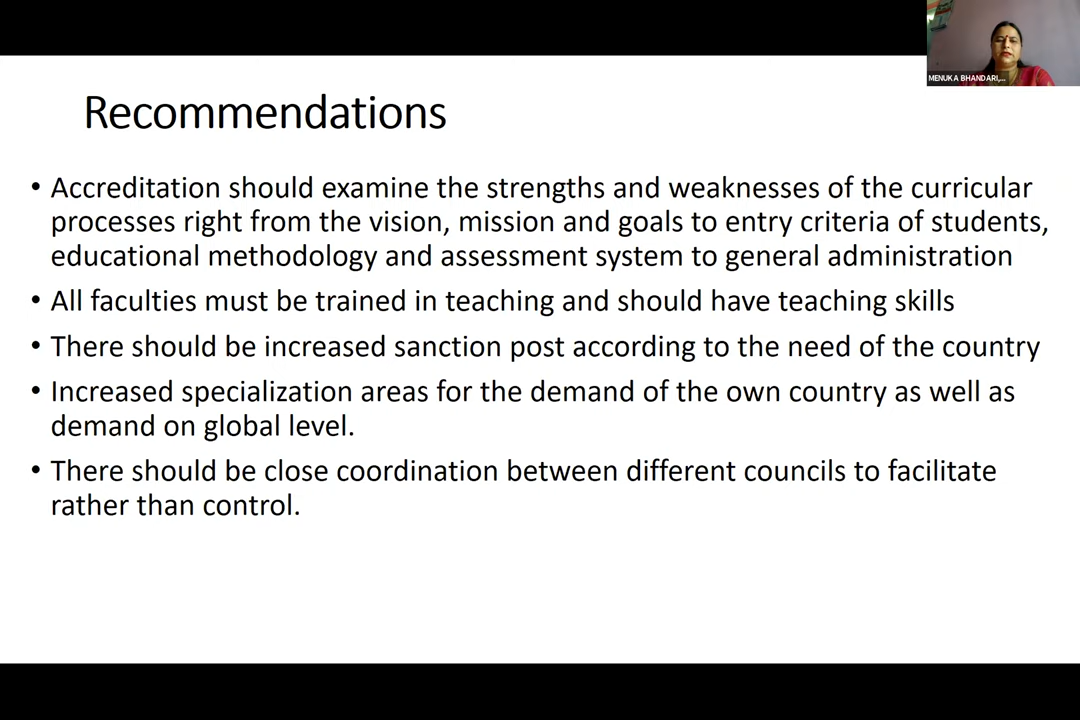 MENUKA BHANDARI,...
Recommendations
• Accreditation should examine the strengths and weaknesses of the curricular
processes right from the vision, mission and goals to entry criteria of students,
educational methodology and assessment system to general administration
• All faculties must be trained in teaching and should have teaching skills
• There should be increased sanction post according to the need of the country
• Increased specialization areas for the demand of the own country as well as
demand on global level.
• There should be close coordination between different councils to facilitate
rather than control.